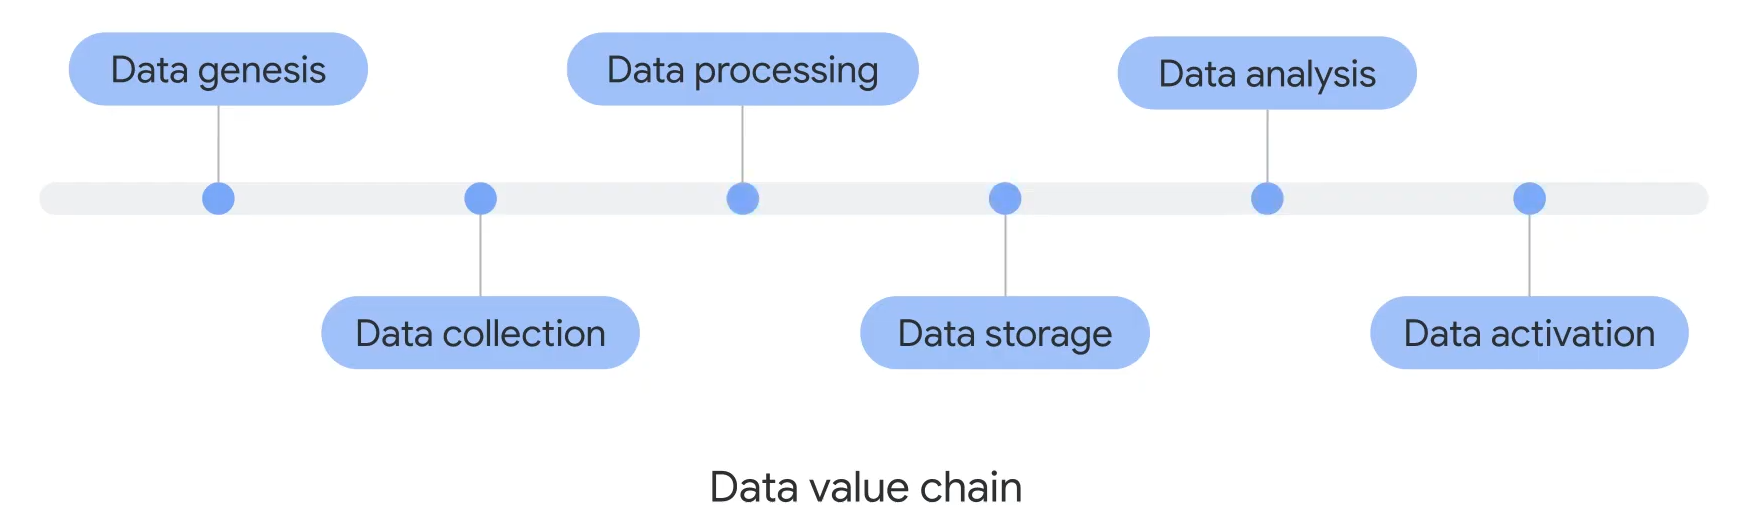 Data genesis
Data collection
Data processing
Data storage
Data analysis
Data activation
Data value chain